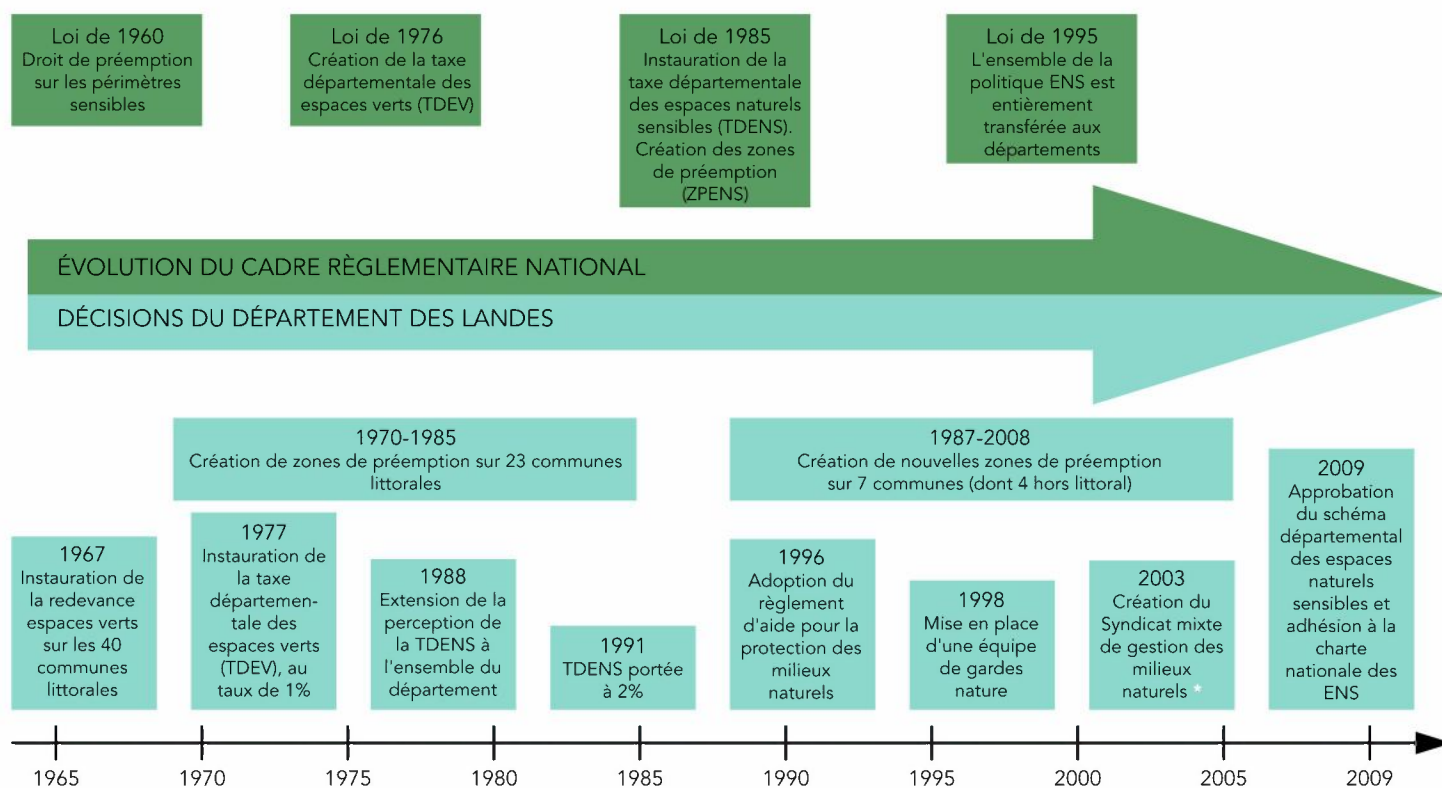 Loi de 1960
Droit de préemption
sur les périmètres
sensibles
Loi de 1976
Création de la taxe
départementale des
espaces verts (TDEV)
Loi de 1985
Instauration de la
taxe départementale
des espaces naturels
sensibles (TDENS).
Création des zones
de préemption
(ZPENS)
Loi de 1995
L'ensemble de la
politique ENS est
entièrement
transférée aux
départements
ÉVOLUTION DU CADRE RÈGLEMENTAIRE NATIONAL
DÉCISIONS DU DÉPARTEMENT DES LANDES
1970-1985
Création de zones de préemption sur 23 communes
littorales
1987-2008
Création de nouvelles zones de préemption
sur 7 communes (dont 4 hors littoral)
1967
Instauration de
la redevance
espaces verts
sur les 40
communes
littorales
1977
Instauration de
la taxe
départemen-
tale des
espaces verts
(TDEV), au
taux de 1%
1988
Extension de la
perception de
la TDENS à
l'ensemble du
département
1991
TDENS portée
à 2%
1996
Adoption du
règlement
d'aide pour la
protection des
milieux
naturels
1998
Mise en place
d'une équipe
de gardes
nature
2003
Création du
Syndicat mixte
de gestion des
milieux
naturels *
2009
Approbation
du schéma
départemental
des espaces
naturels
sensibles et
adhésion à la
charte
nationale des
ENS
1965 1970 1975 1980 1985 1990 1995 2000 2005 2009